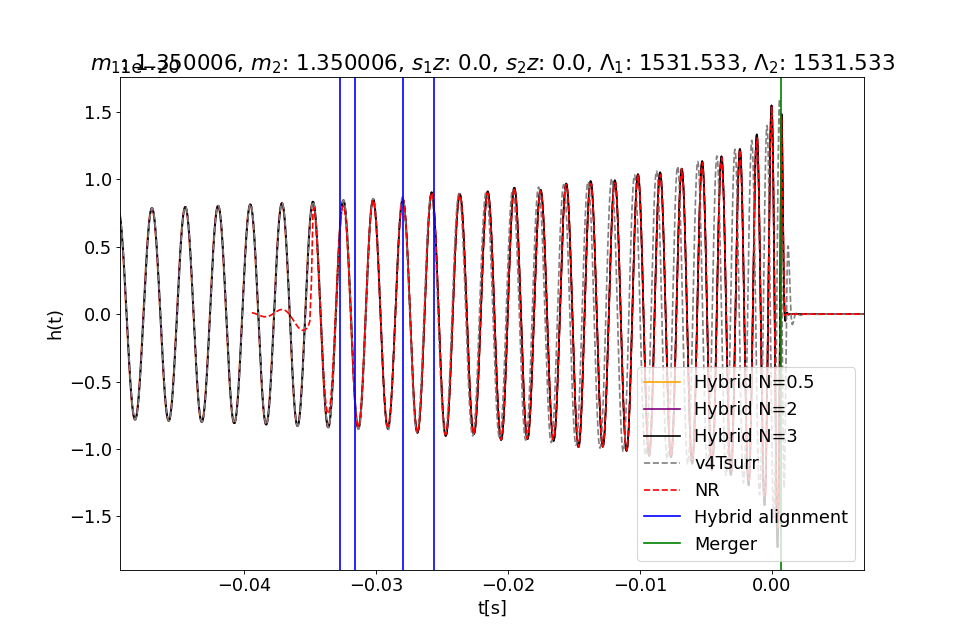 m₁: 1.350006, m₂: 1.350006, s₁z: 0.0, s₂z: 0.0, Λ₁: 1531.533, Λ₂: 1531.533
1e−20
1.5
1.0
0.5
0.0
−0.5
−1.0
−1.5
h(t)
Hybrid N=0.5
Hybrid N=2
Hybrid N=3
v4Tsurr
NR
Hybrid alignment
Merger
−0.04
−0.03
−0.02
−0.01
0.00
t[s]